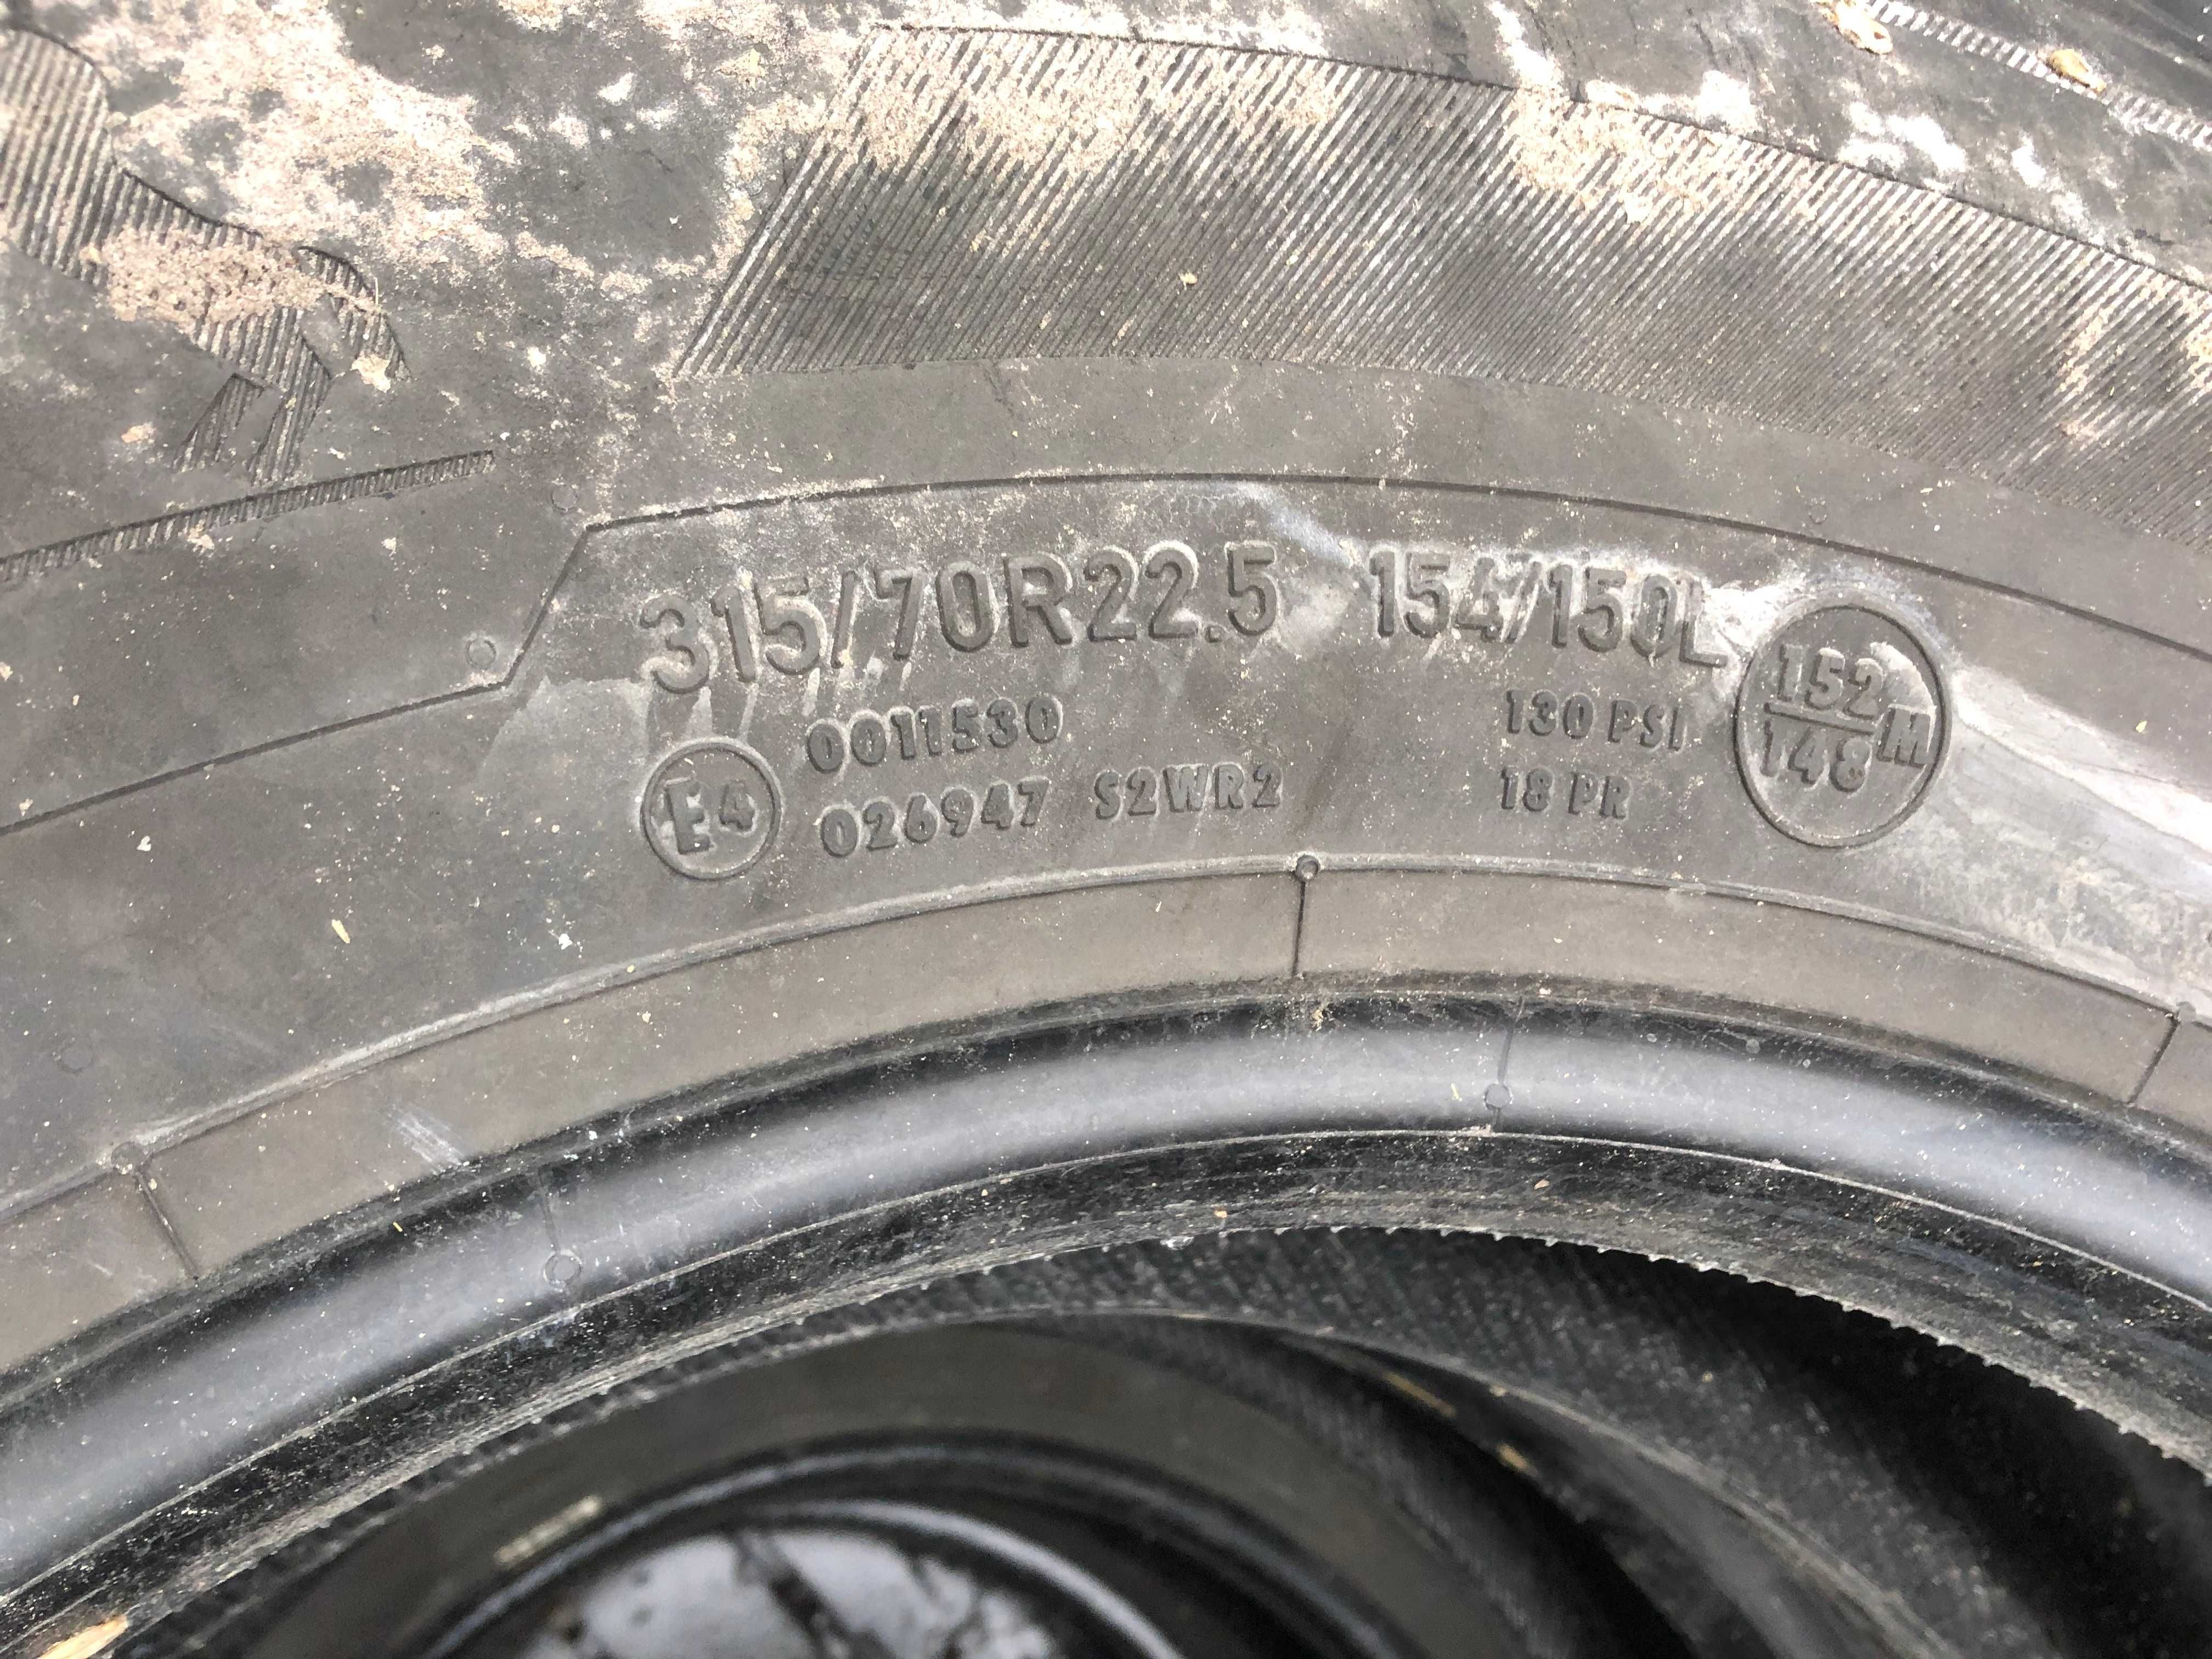 315/70R22.5 154/150L
152/148 M
0011530 130 PSI
E4 026947 S2WR2 18 PR